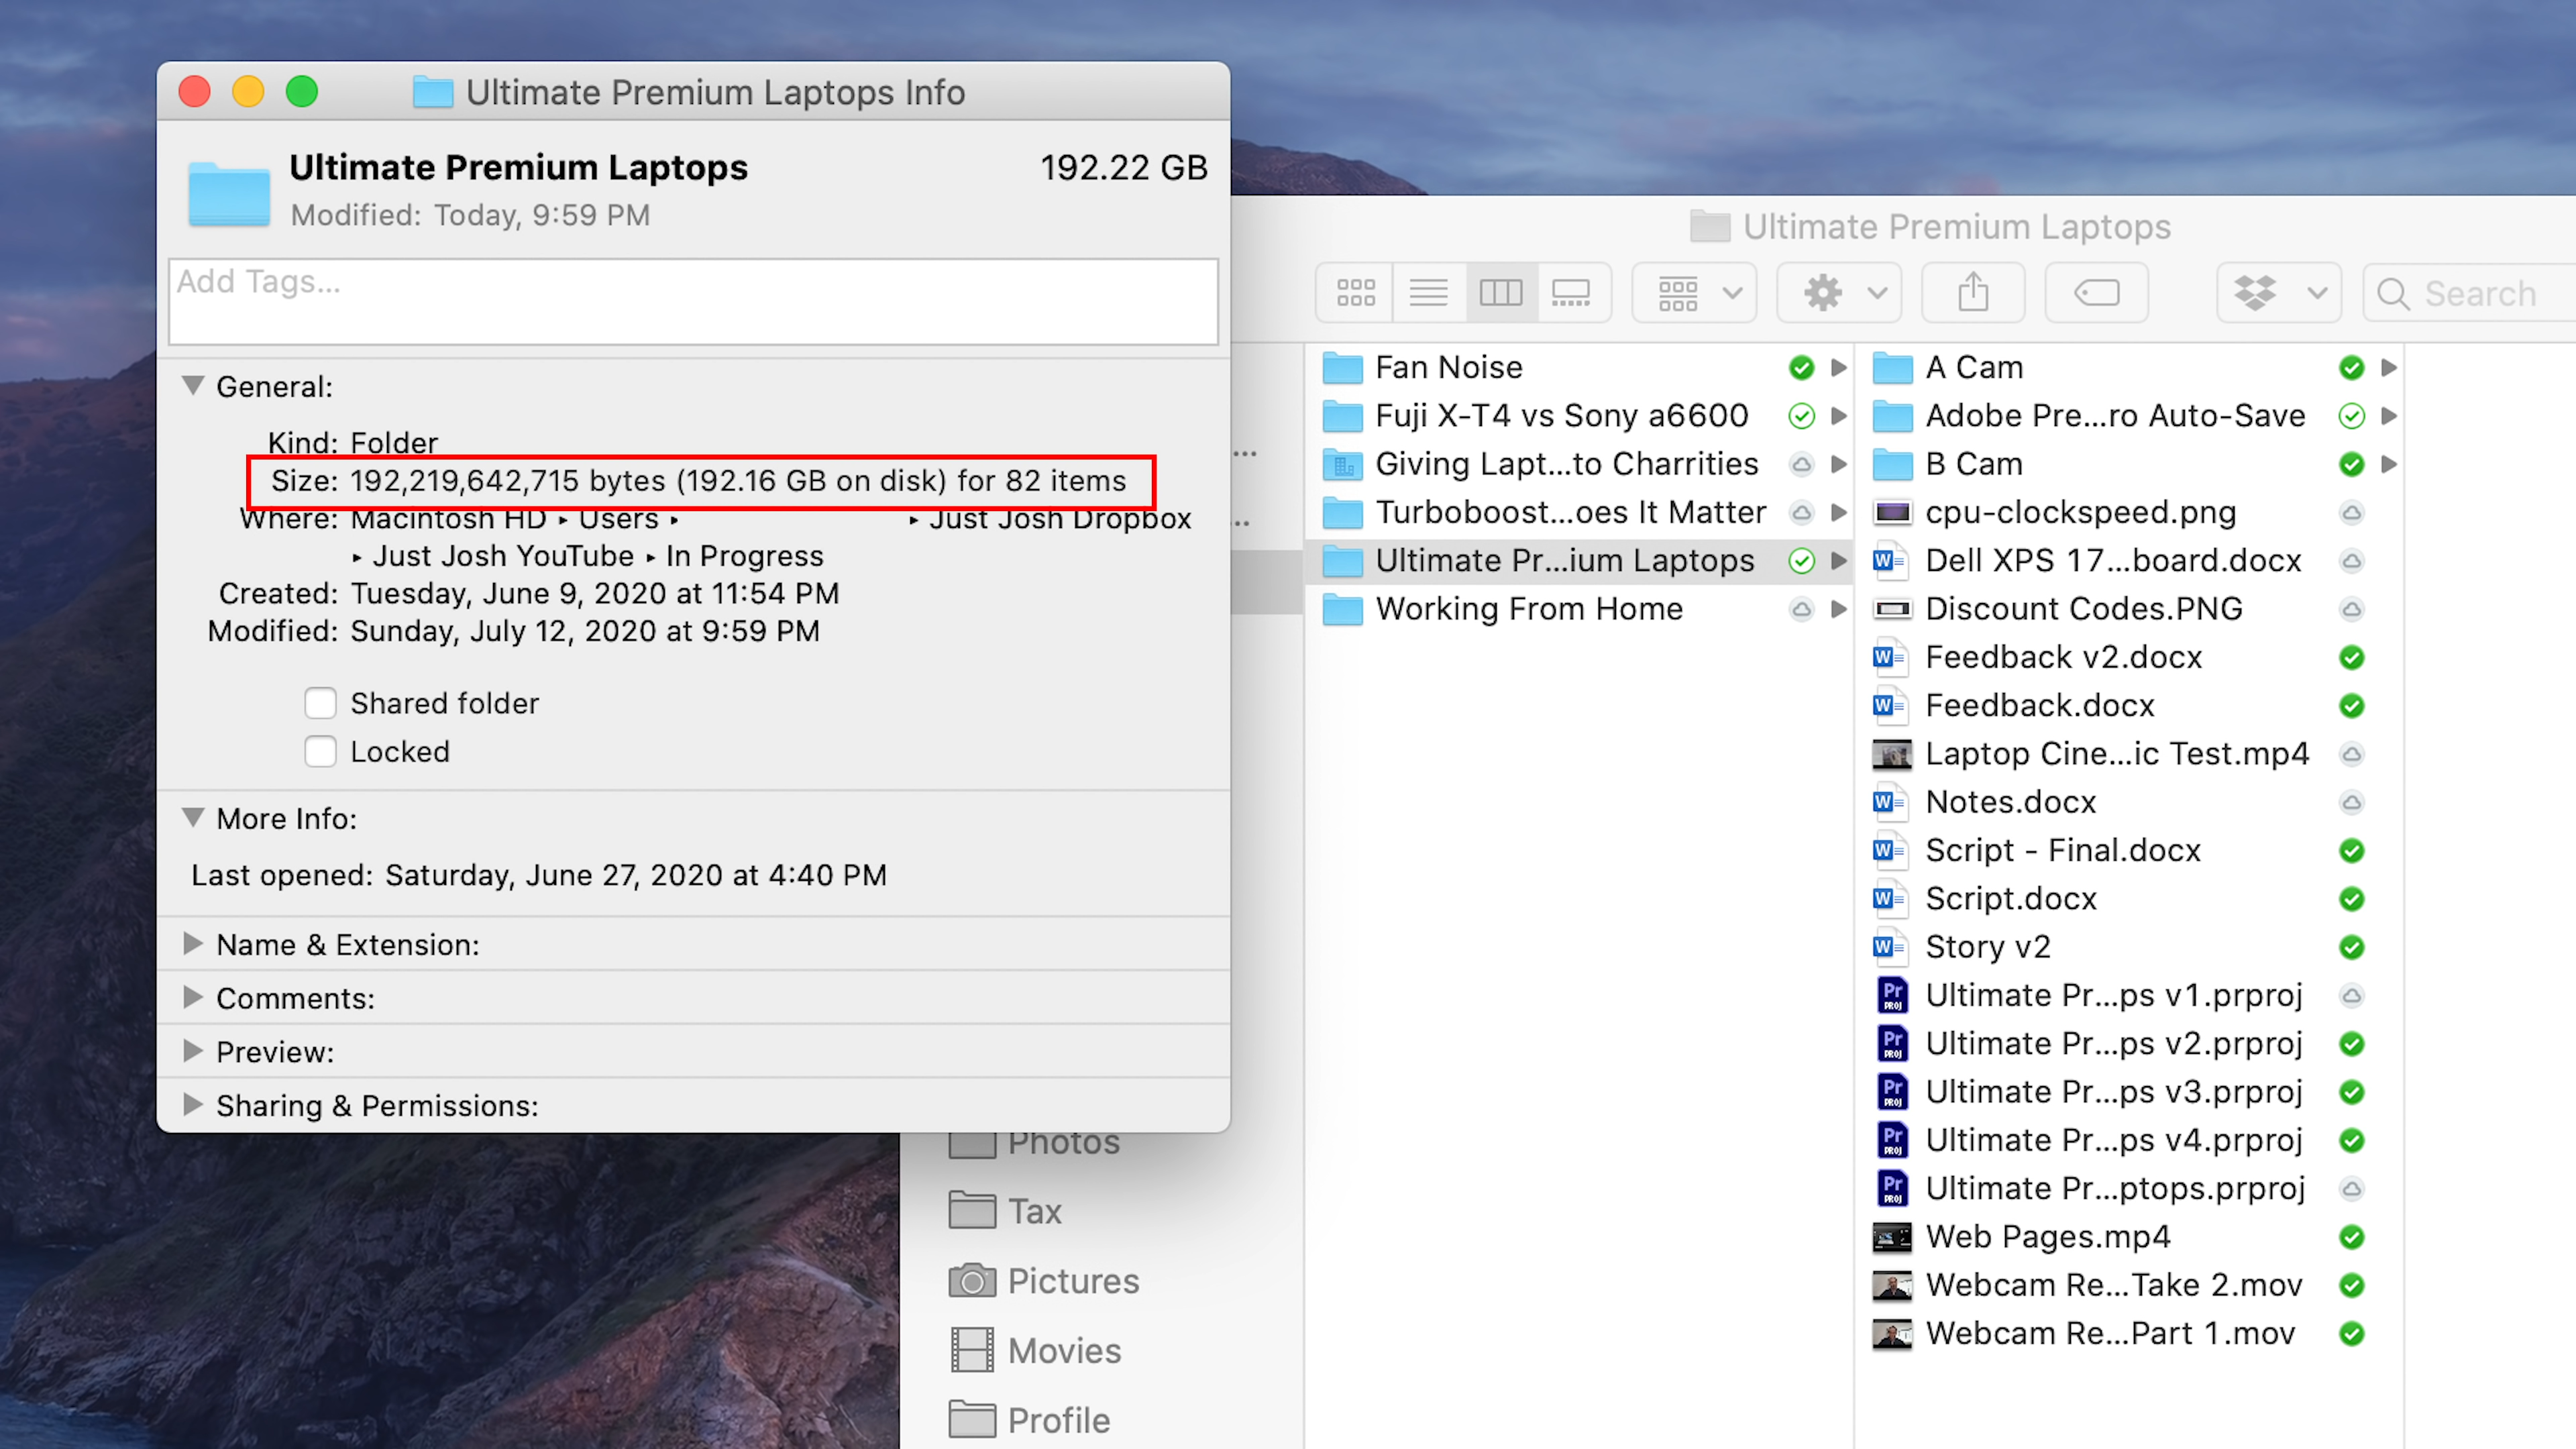 Ultimate Premium Laptops Info
Ultimate Premium Laptops
192.22 GB
Modified: Today, 9:59 PM
Add Tags...
General:
Kind: Folder
Size: 192,219,642,715 bytes (192.16 GB on disk) for 82 items
Where: Macintosh HD ▸ Users ▸ ▸ Just Josh Dropbox
▸ Just Josh YouTube ▸ In Progress
Created: Tuesday, June 9, 2020 at 11:54 PM
Modified: Sunday, July 12, 2020 at 9:59 PM
Shared folder
Locked
More Info:
Last opened: Saturday, June 27, 2020 at 4:40 PM
Name & Extension:
Comments:
Preview:
Sharing & Permissions:
Photos
Tax
Pictures
Movies
Profile
Ultimate Premium Laptops
Search
Fan Noise
Fuji X-T4 vs Sony a6600
Giving Lapt...to Charrities
Turboboost...oes It Matter
Ultimate Pr...ium Laptops
Working From Home
A Cam
Adobe Pre...ro Auto-Save
B Cam
cpu-clockspeed.png
Dell XPS 17...board.docx
Discount Codes.PNG
Feedback v2.docx
Feedback.docx
Laptop Cine...ic Test.mp4
Notes.docx
Script - Final.docx
Script.docx
Story v2
Ultimate Pr...ps v1.prproj
Ultimate Pr...ps v2.prproj
Ultimate Pr...ps v3.prproj
Ultimate Pr...ps v4.prproj
Ultimate Pr...ptops.prproj
Web Pages.mp4
Webcam Re...Take 2.mov
Webcam Re...Part 1.mov